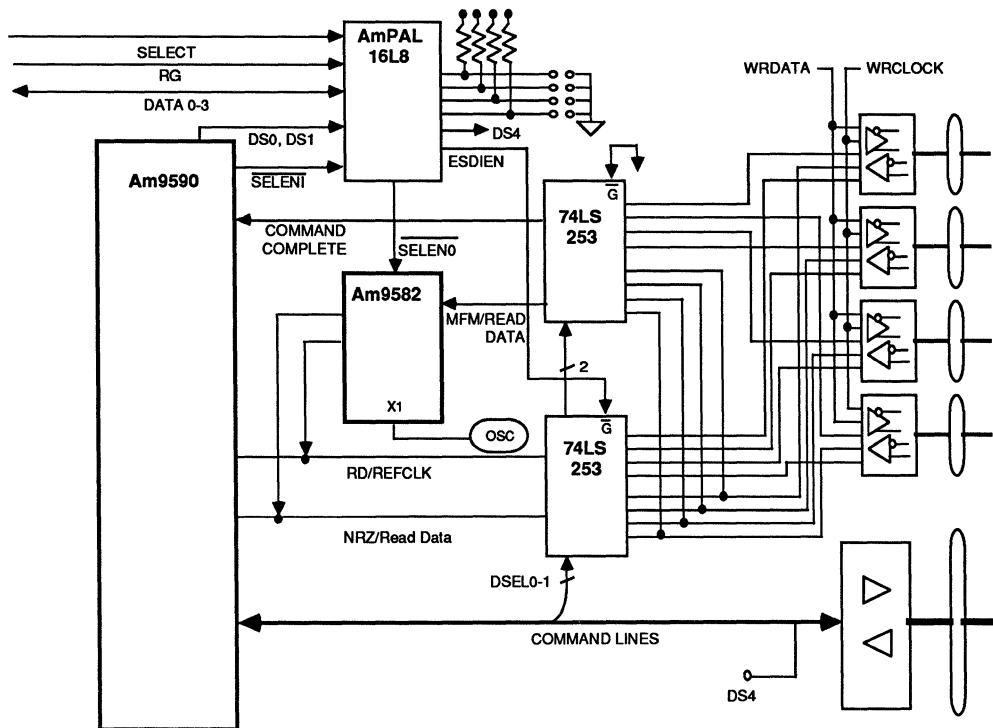 AmPAL
16L8
SELECT
RG
DATA 0-3
DS0, DS1
SELENI
DS4
ESDIEN
WRDATA
WRCLOCK
Am9590
G
74LS
253
COMMAND
COMPLETE
SELEN0
Am9582
MFM/READ
DATA
2
X1
OSC
G
74LS
253
RD/REFCLK
NRZ/Read Data
DSEL0-1
COMMAND LINES
DS4